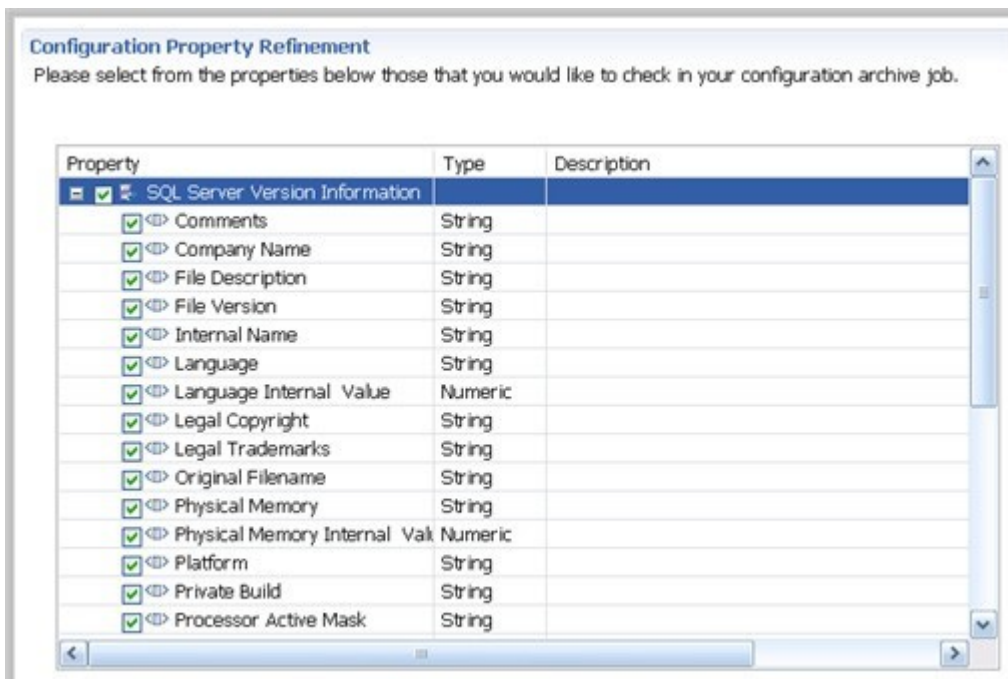 Configuration Property Refinement
Please select from the properties below those that you would like to check in your configuration archive job.
Property Type Description
SQL Server Version Information
Comments String
Company Name String
File Description String
File Version String
Internal Name String
Language String
Language Internal Value Numeric
Legal Copyright String
Legal Trademarks String
Original Filename String
Physical Memory String
Physical Memory Internal Numeric
Platform String
Private Build String
Processor Active Mask String